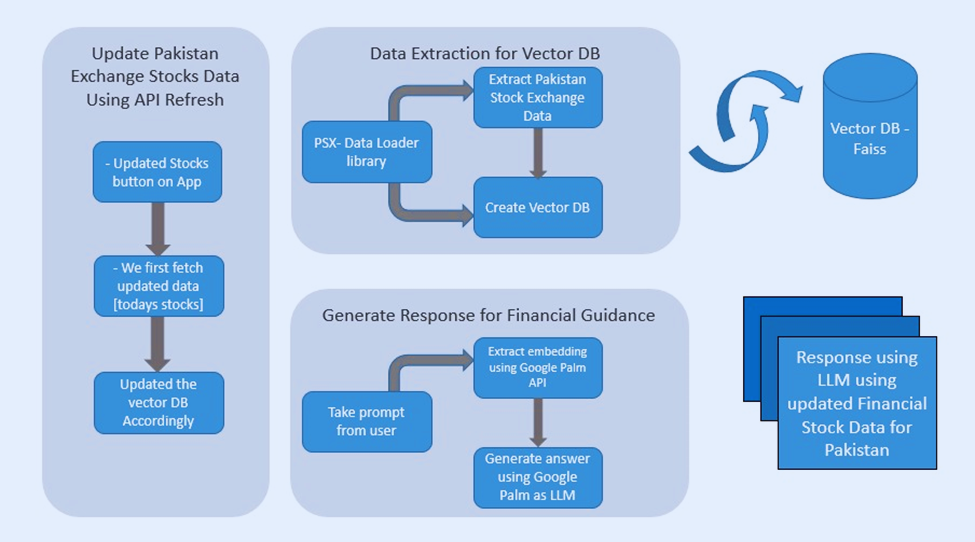 Update Pakistan
Exchange Stocks Data
Using API Refresh
- Updated Stocks
button on App
- We first fetch
updated data
[todays stocks]
Updated the
vector DB
Accordingly
Data Extraction for Vector DB
PSX- Data Loader
library
Extract Pakistan
Stock Exchange
Data
Create Vector DB
Vector DB -
Faiss
Generate Response for Financial Guidance
Take prompt
from user
Extract embedding
using Google Palm
API
Generate answer
using Google
Palm as LLM
Response using
LLM using
updated Financial
Stock Data for
Pakistan